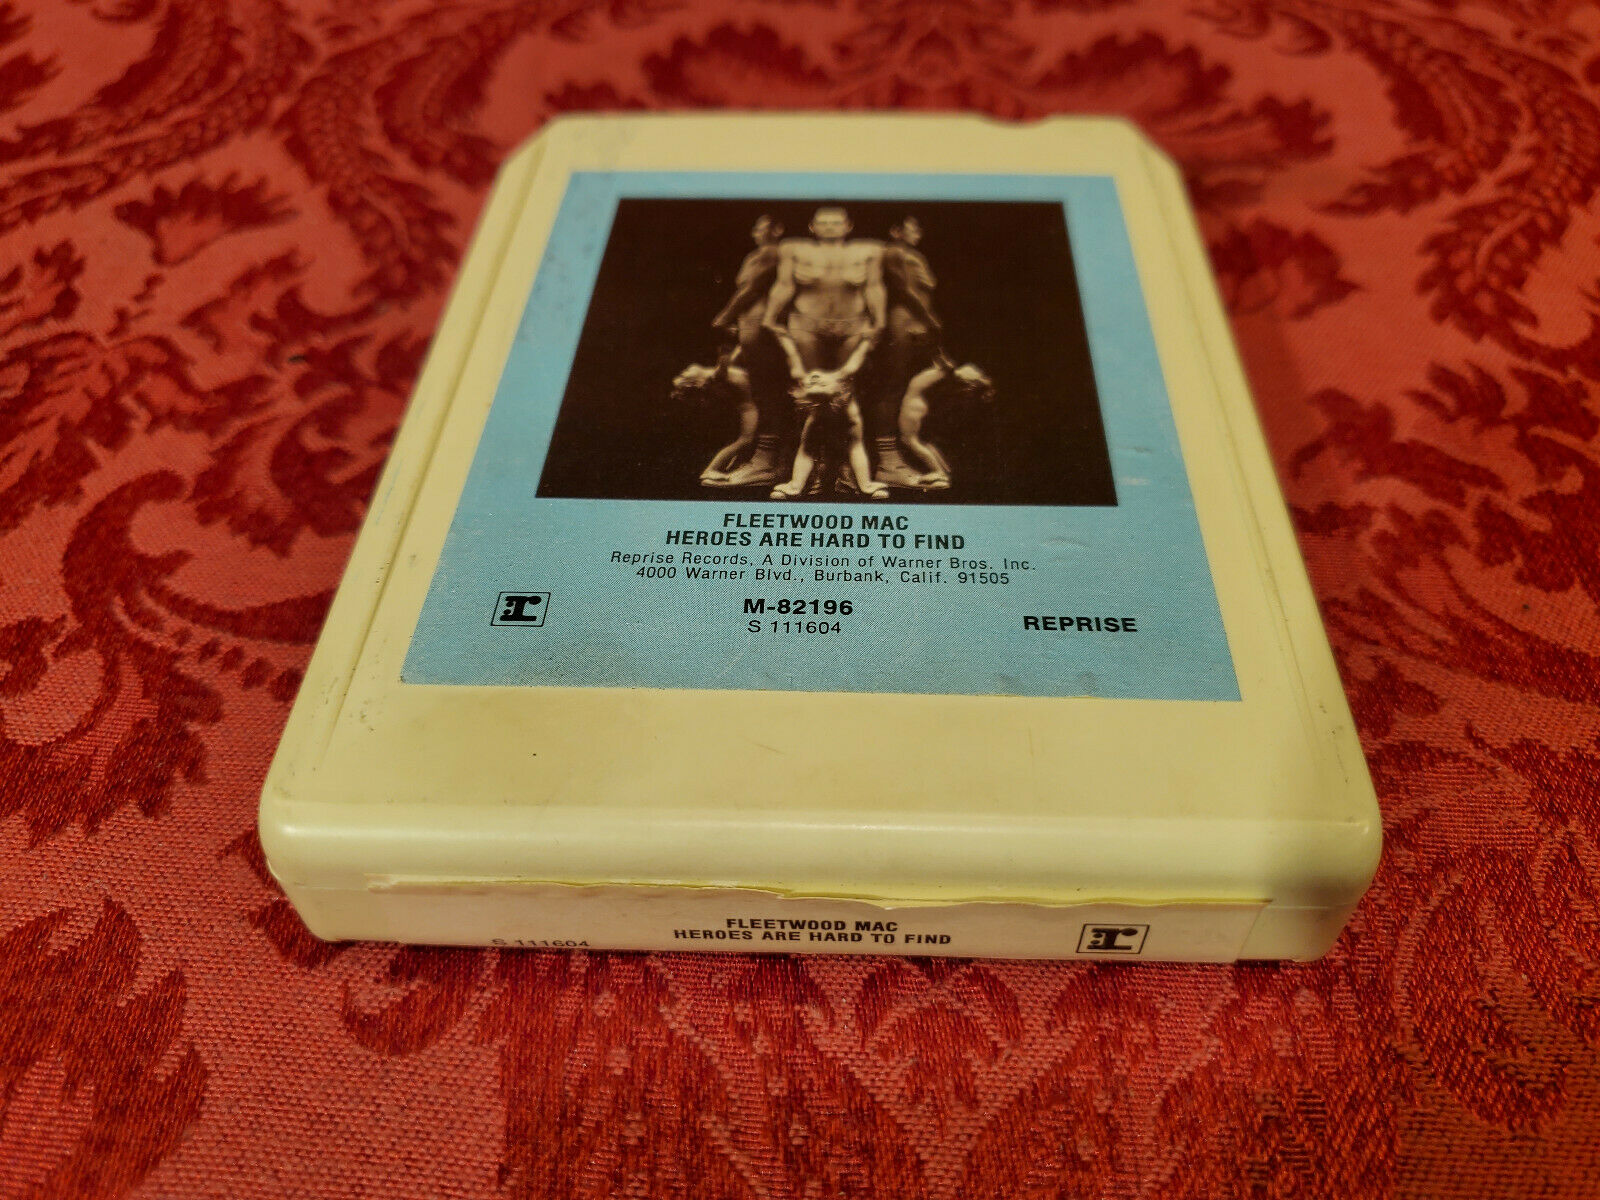 FLEETWOOD MAC
HEROES ARE HARD TO FIND
Reprise Records, A Division of Warner Bros. Inc.
4000 Warner Blvd., Burbank, Calif. 91505
:r
M-82196
S 111604
REPRISE
FLEETWOOD MAC
HEROES ARE HARD TO FIND
S 111604
:r